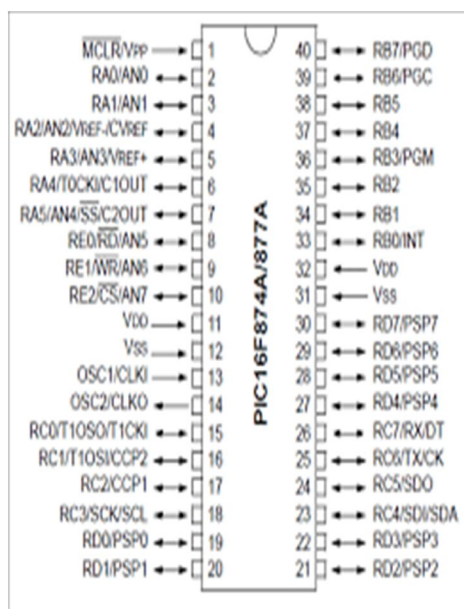 MCLR/VPP 1 40 RB7/PGD
RA0/AN0 2 39 RB6/PGC
RA1/AN1 3 38 RB5
RA2/AN2/VREF-/CVREF 4 37 RB4
RA3/AN3/VREF+ 5 36 RB3/PGM
RA4/T0CKI/C1OUT 6 35 RB2
RA5/AN4/SS/C2OUT 7 34 RB1
RE0/RD/AN5 8 33 RB0/INT
RE1/WR/AN6 9 32 VDD
RE2/CS/AN7 10 31 VSS
VDD 11 30 RD7/PSP7
VSS 12 29 RD6/PSP6
OSC1/CLKI 13 28 RD5/PSP5
OSC2/CLKO 14 27 RD4/PSP4
RC0/T1OSO/T1CKI 15 26 RC7/RX/DT
RC1/T1OSI/CCP2 16 25 RC6/TX/CK
RC2/CCP1 17 24 RC5/SDO
RC3/SCK/SCL 18 23 RC4/SDI/SDA
RD0/PSP0 19 22 RD3/PSP3
RD1/PSP1 20 21 RD2/PSP2
PIC16F874A/877A